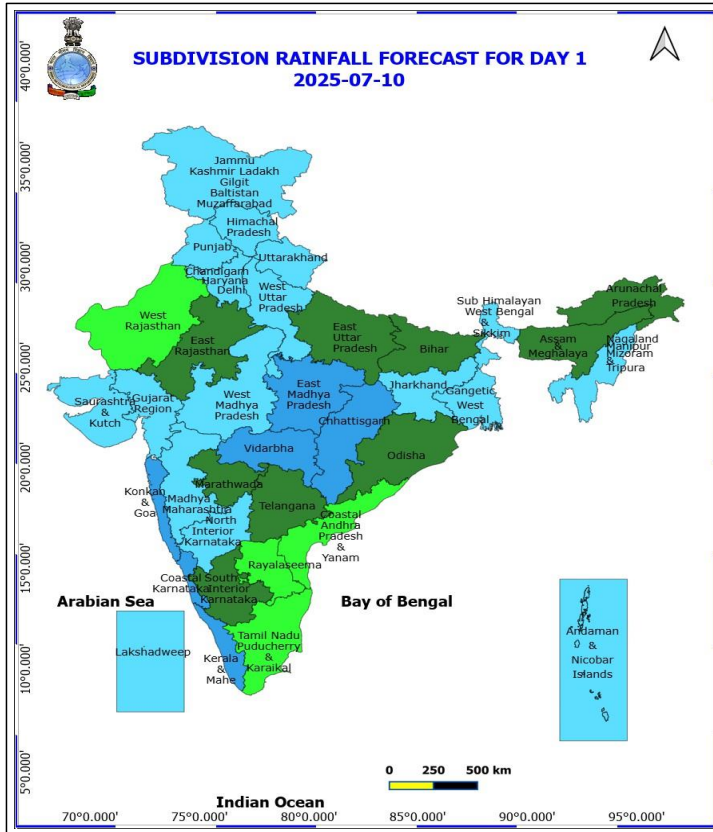 SUBDIVISION RAINFALL FORECAST FOR DAY 1
2025-07-10
40°0.000'
35°0.000'
30°0.000'
25°0.000'
20°0.000'
15°0.000'
10°0.000'
5°0.000'
Jammu
Kashmir Ladakh
Gilgit
Baltistan
Muzaffarabad
Himachal
Pradesh
Punjab
Uttarakhand
Chandigarh
Haryana
Delhi
West
Uttar
Pradesh
West
Rajasthan
East
Rajasthan
East
Uttar
Pradesh
Bihar
Sub Himalayan
West Bengal
&
Sikkim
Arunachal
Pradesh
Assam
&
Meghalaya
Nagaland
Manipur
Mizoram
&
Tripura
Saurashtra
&
Kutch
Gujarat
Region
West
Madhya
Pradesh
East
Madhya
Pradesh
Jharkhand
Gangetic
West
Bengal
Chhattisgarh
Vidarbha
Odisha
Konkan
&
Goa
Madhya
Maharashtra
Marathwada
Telangana
North
Interior
Karnataka
Coastal
Andhra
Pradesh
&
Yanam
Rayalaseema
Coastal
Karnataka
South
Interior
Karnataka
Arabian Sea
Bay of Bengal
Lakshadweep
Kerala
&
Mahe
Tamil Nadu
Puducherry
&
Karaikal
Andaman
&
Nicobar
Islands
0 250 500 km
Indian Ocean
70°0.000' 75°0.000' 80°0.000' 85°0.000' 90°0.000' 95°0.000'